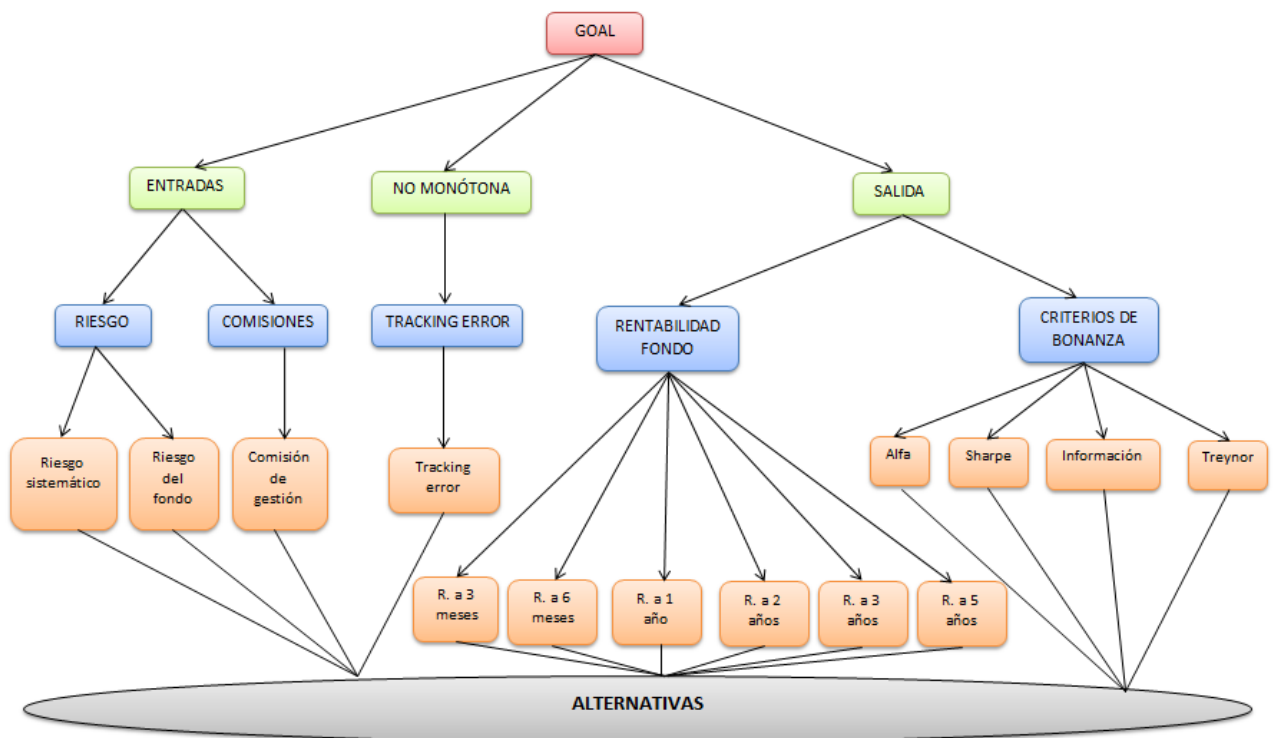 GOAL
ENTRADAS
NO MONÓTONA
SALIDA
RIESGO
COMISIONES
TRACKING ERROR
RENTABILIDAD
FONDO
CRITERIOS DE
BONANZA
Riesgo
sistemático
Riesgo
del
fondo
Comisión
de
gestión
Tracking
error
Alfa
Sharpe
Información
Treynor
R. a 3
meses
R. a 6
meses
R. a 1
año
R. a 2
años
R. a 3
años
R. a 5
años
ALTERNATIVAS